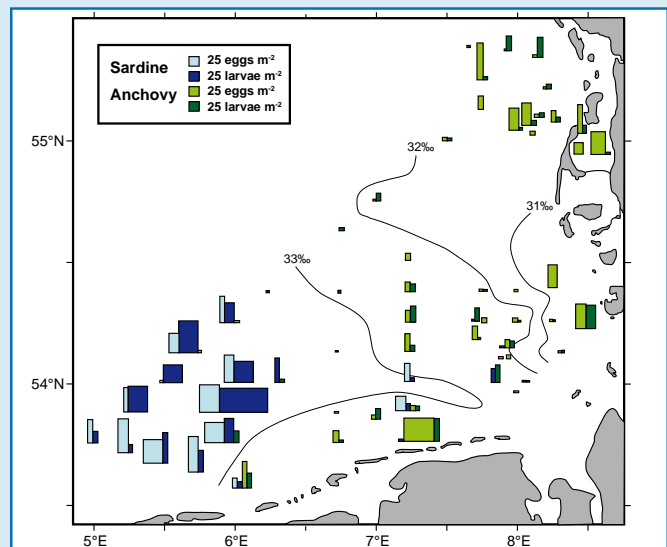 Sardine
25 eggs m-2
25 larvae m-2
Anchovy
25 eggs m-2
25 larvae m-2
55°N
54°N
32‰
31‰
33‰
5°E
6°E
7°E
8°E